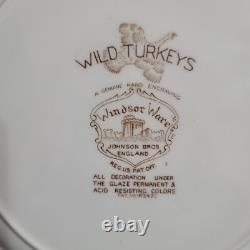 WILD TURKEYS
A GENUINE HAND ENGRAVING
Windsor Ware
JOHNSON BROS
ENGLAND
REG. US. PAT. OFF.
ALL DECORATION UNDER
THE GLAZE PERMANENT &
ACID RESISTING COLORS